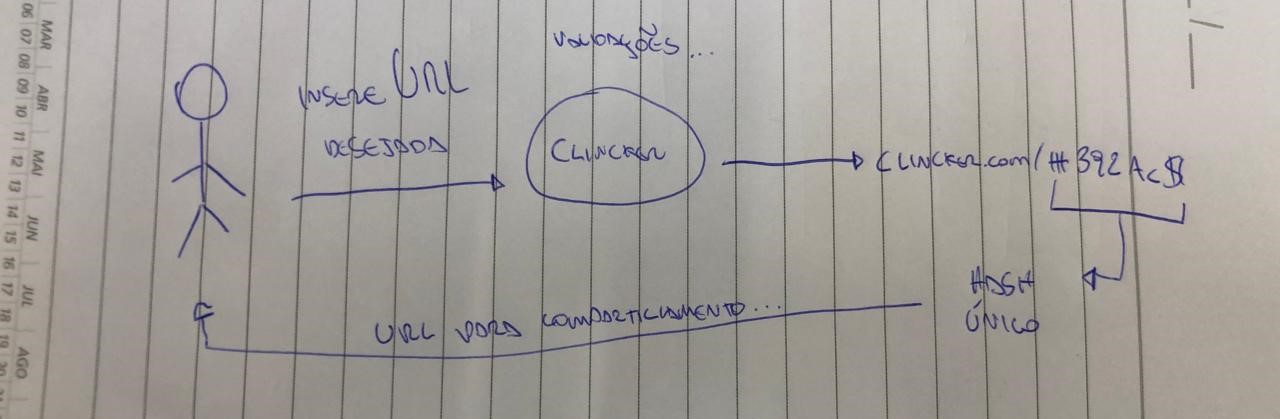 VALIDAÇÕES...
INSERE URL
DESEJADA
CLINCKER
CLINCKER.com/#392Ac$
HASH
ÚNICO
URL PARA COMPARTILHAMENTO...
MAR
ABR
MAI
JUN
JUL
AGO
06 07 08 09 10 11 12 13 14 15 16 17 18 19 20